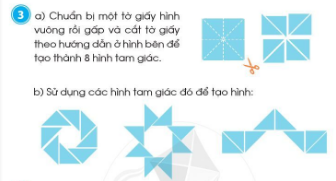 3 a) Chuẩn bị một tờ giấy hình
vuông rồi gấp và cắt tờ giấy
theo hướng dẫn ở hình bên để
tạo thành 8 hình tam giác.
b) Sử dụng các hình tam giác đó để tạo hình: